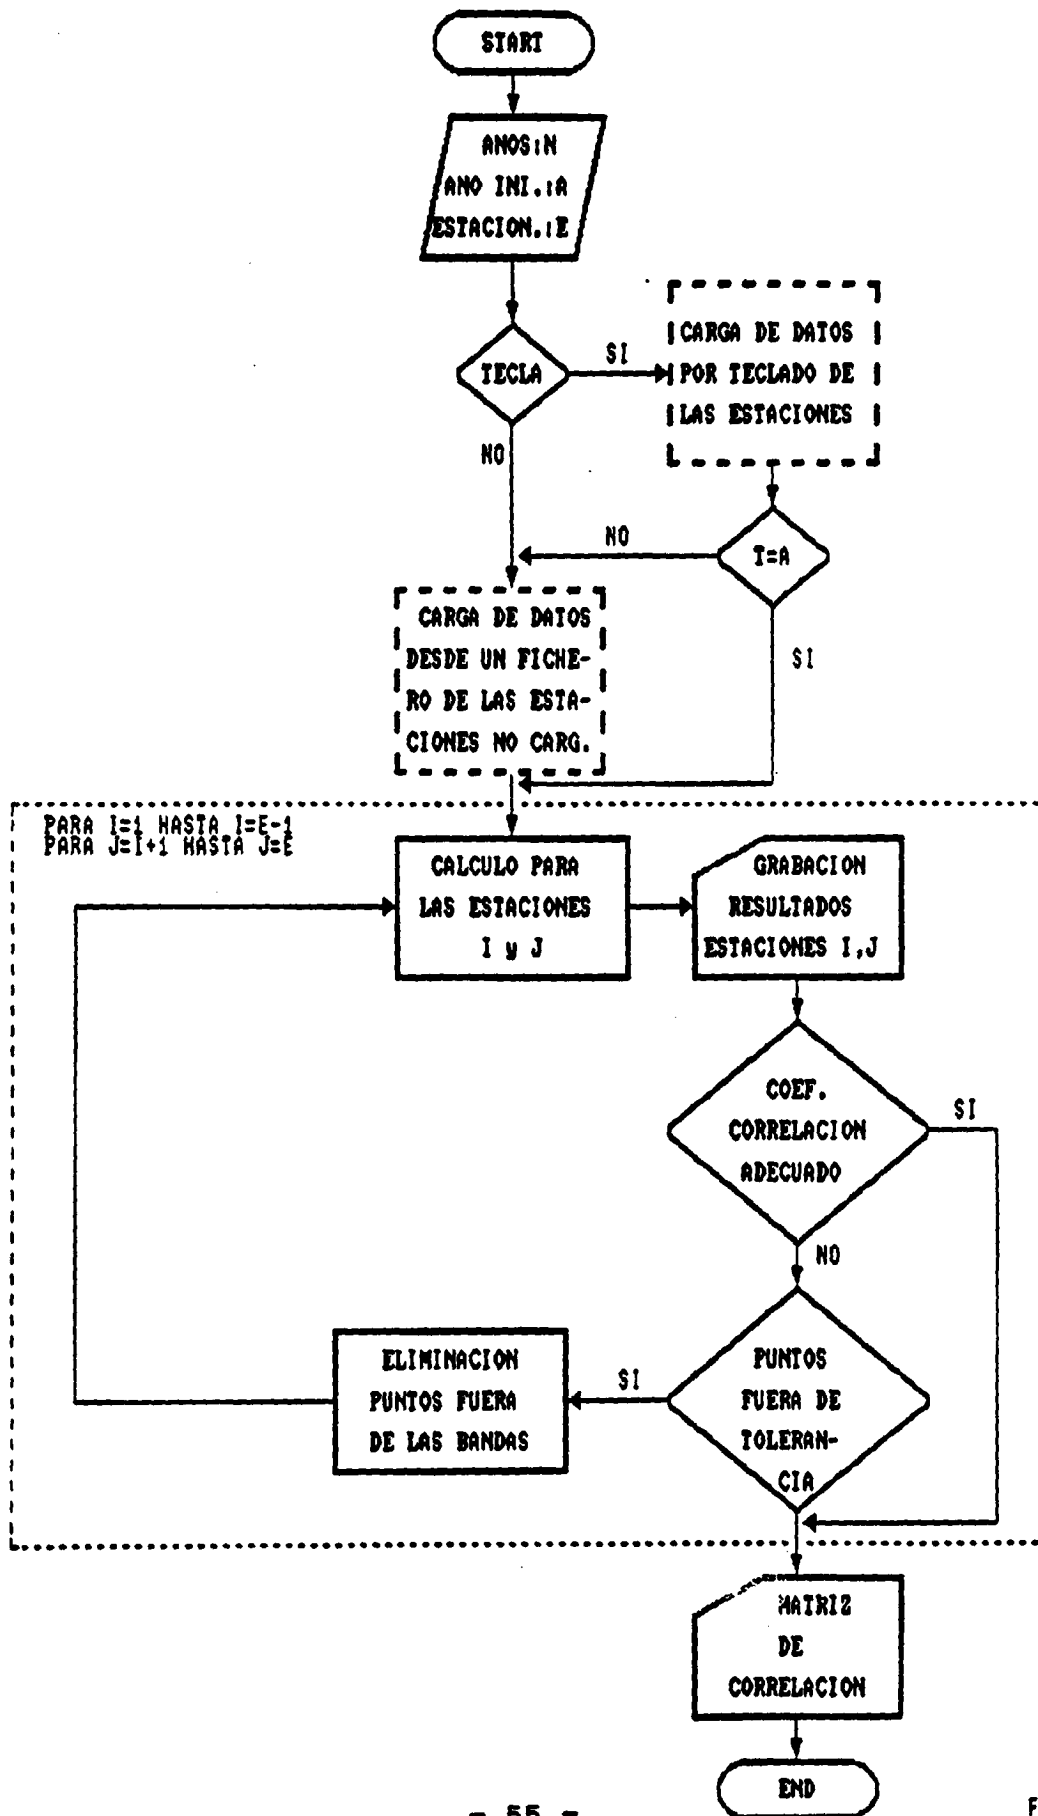 START
ANOS:N
ANO INI.:A
ESTACION.:E
TECLA
SI
CARGA DE DATOS
POR TECLADO DE
LAS ESTACIONES
NO
T=A
NO
SI
CARGA DE DATOS
DESDE UN FICHE-
RO DE LAS ESTA-
CIONES NO CARG.
PARA I=1 HASTA I=E-1
PARA J=I+1 HASTA J=E
CALCULO PARA
LAS ESTACIONES
I y J
GRABACION
RESULTADOS
ESTACIONES I,J
COEF.
CORRELACION
ADECUADO
SI
NO
PUNTOS
FUERA DE
TOLERAN-
CIA
SI
ELIMINACION
PUNTOS FUERA
DE LAS BANDAS
MATRIZ
DE
CORRELACION
END
- 55 -
F